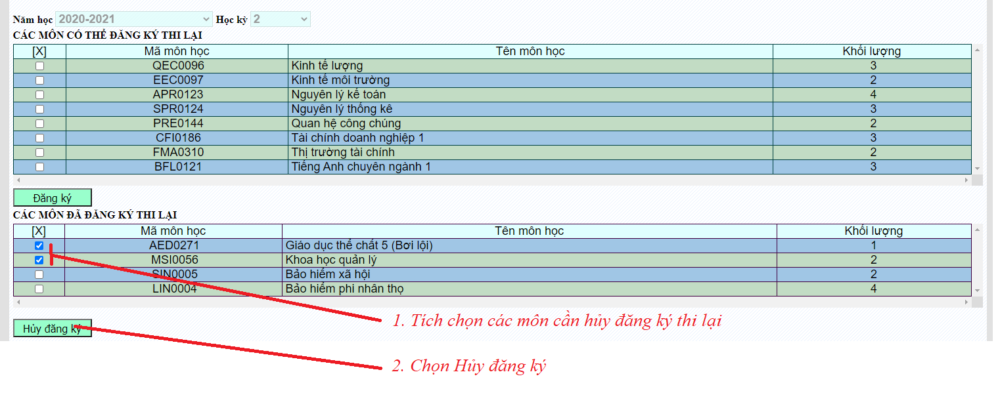 Năm học 2020-2021 Học kỳ 2
CÁC MÔN CÓ THỂ ĐĂNG KÝ THI LẠI
[X] Mã môn học Tên môn học Khối lượng
QEC0096 Kinh tế lượng 3
EEC0097 Kinh tế môi trường 2
APR0123 Nguyên lý kế toán 4
SPR0124 Nguyên lý thống kê 3
PRE0144 Quan hệ công chúng 2
CFI0186 Tài chính doanh nghiệp 1 3
FMA0310 Thị trường tài chính 2
BFL0121 Tiếng Anh chuyên ngành 1 3
Đăng ký
CÁC MÔN ĐÃ ĐĂNG KÝ THI LẠI
[X] Mã môn học Tên môn học Khối lượng
AED0271 Giáo dục thể chất 5 (Bơi lội) 1
MSI0056 Khoa học quản lý 2
SIN0005 Bảo hiểm xã hội 2
LIN0004 Bảo hiểm phi nhân thọ 4
1. Tích chọn các môn cần hủy đăng ký thi lại
Hủy đăng ký
2. Chọn Hủy đăng ký